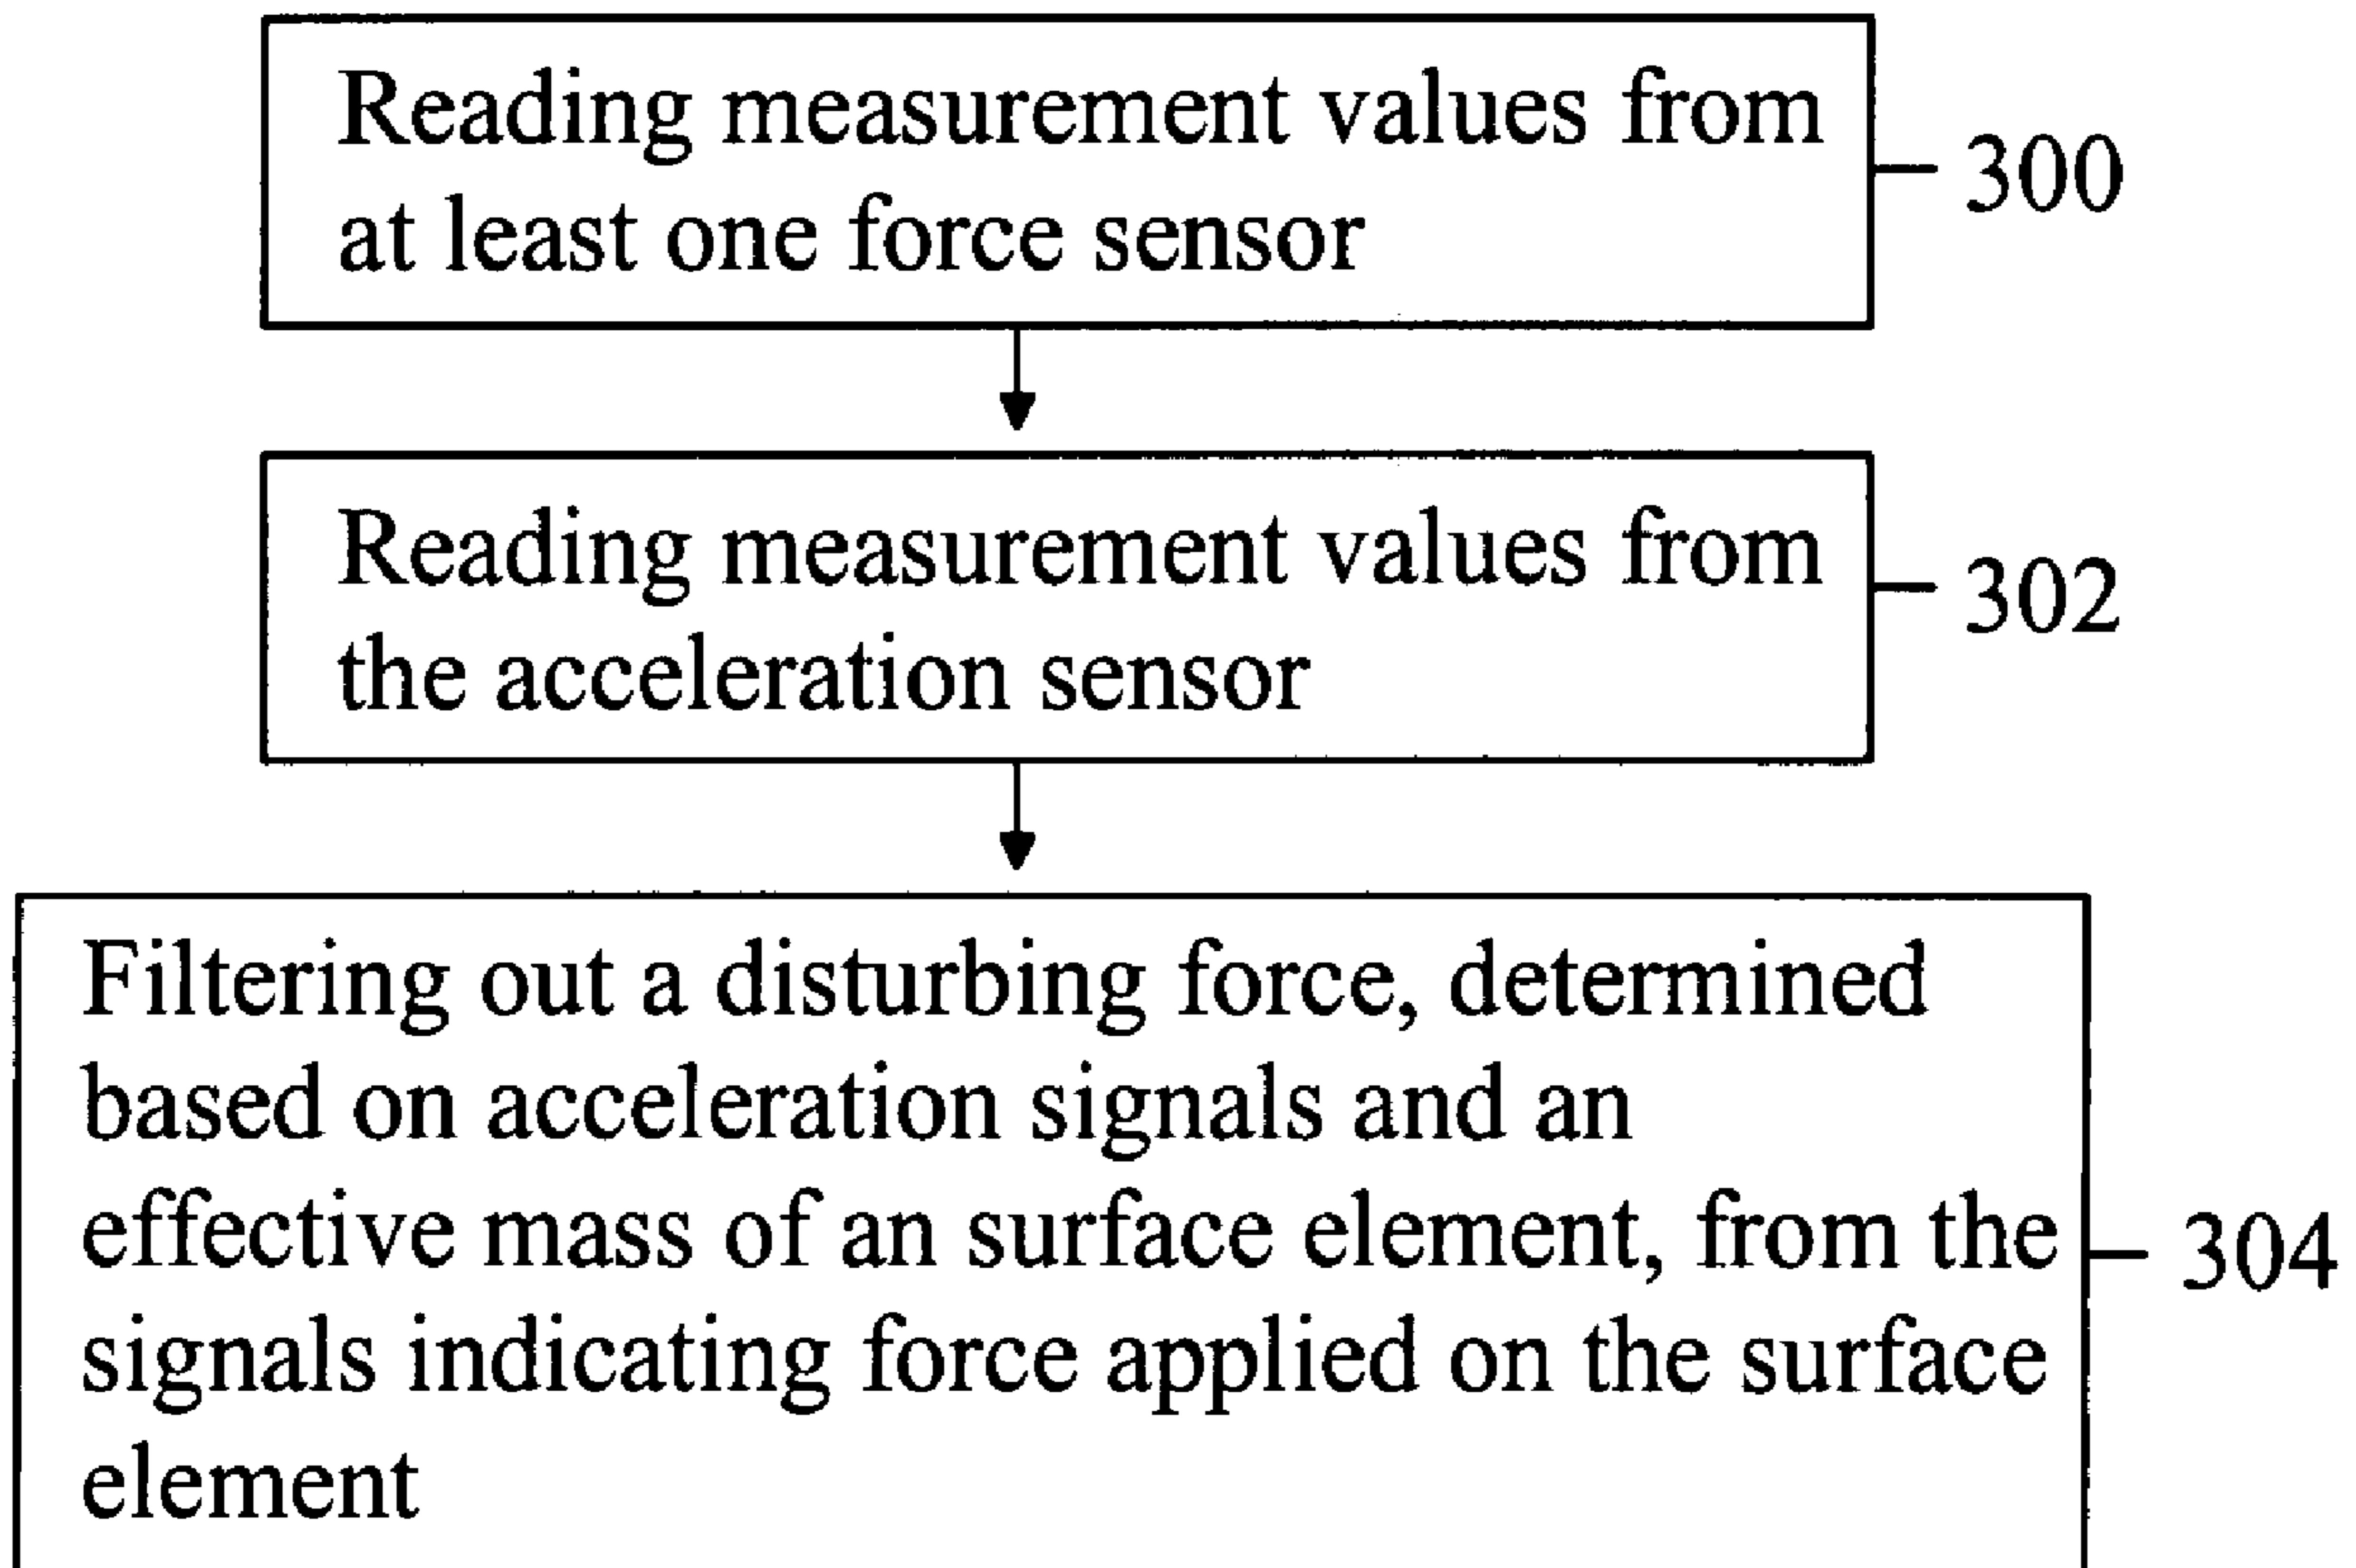 Reading measurement values from
at least one force sensor
300
Reading measurement values from
the acceleration sensor
302
Filtering out a disturbing force, determined
based on acceleration signals and an
effective mass of an surface element, from the
signals indicating force applied on the surface
element
304